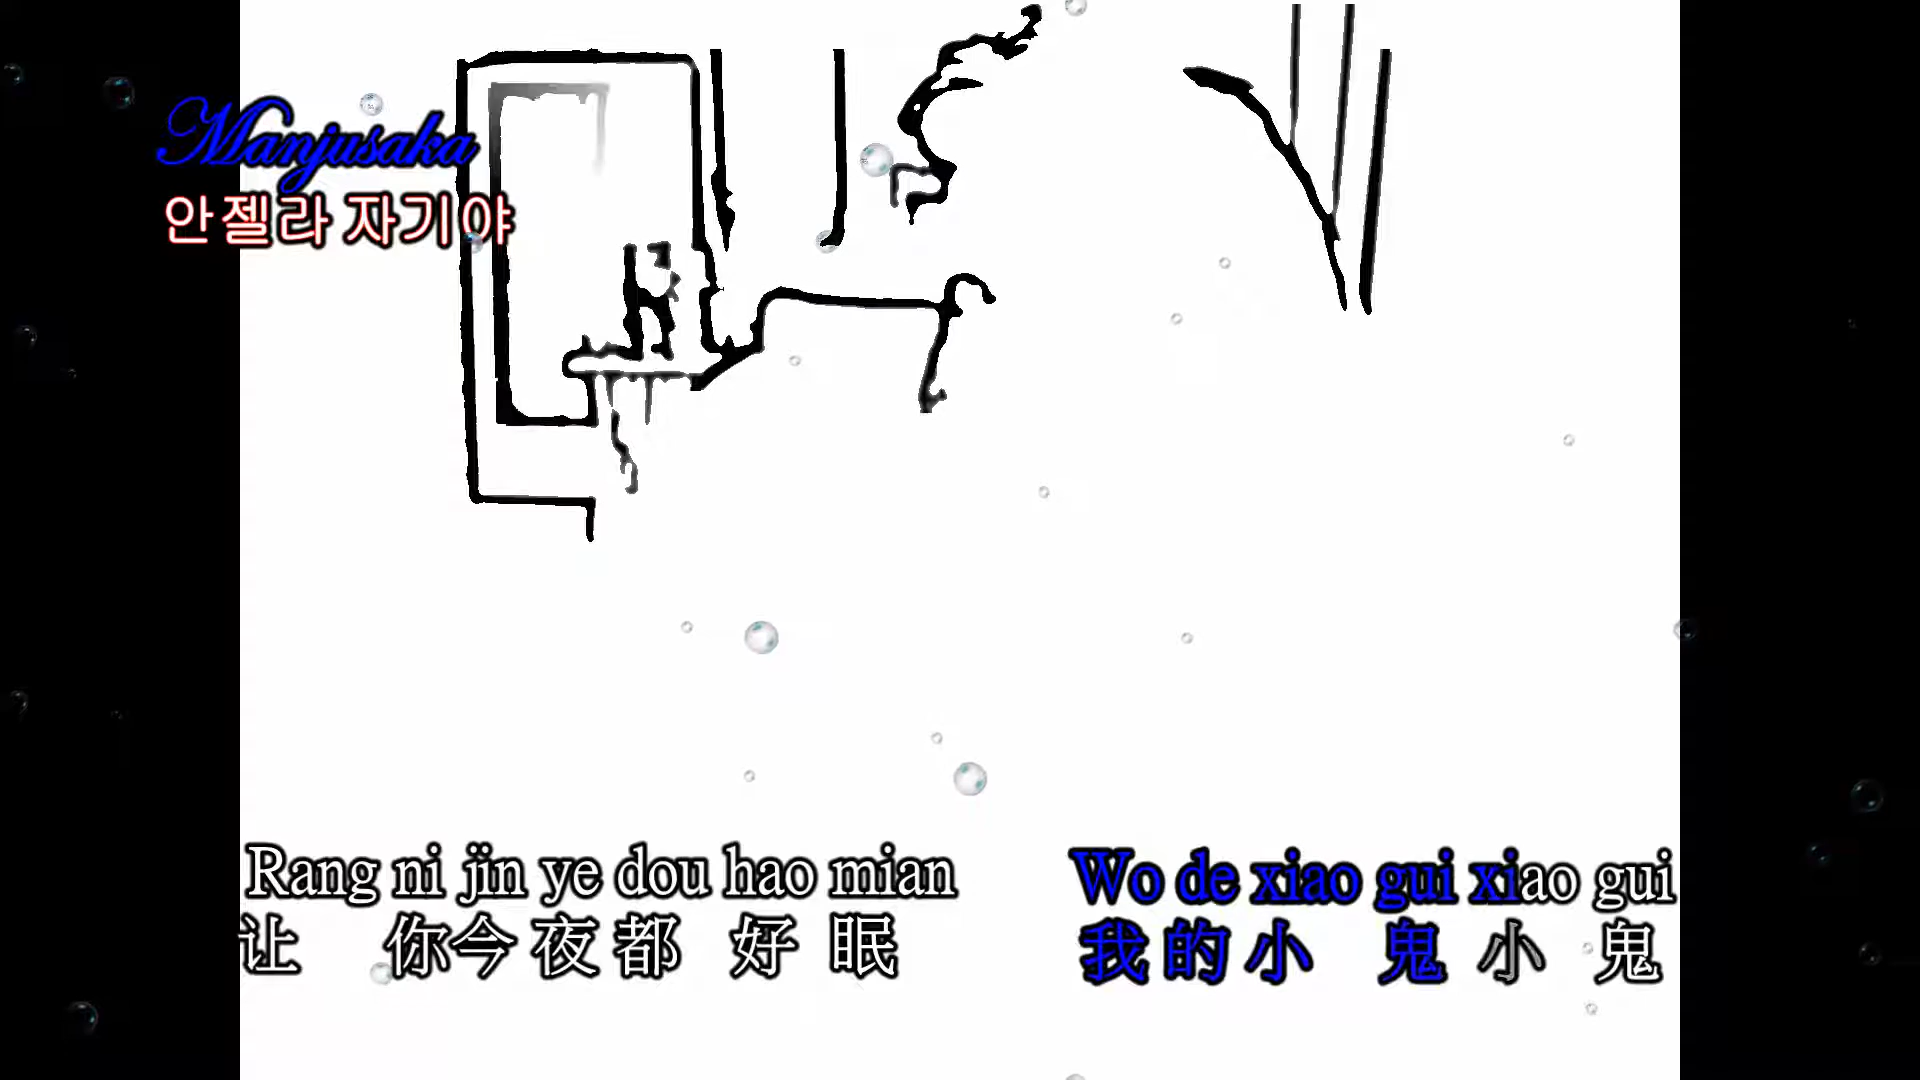 Manjusaka
안젤라 자기야
Rang ni jin ye dou hao mian
让 你今夜都 好 眠
Wo de xiao gui xiao gui
我的小 鬼 小 鬼